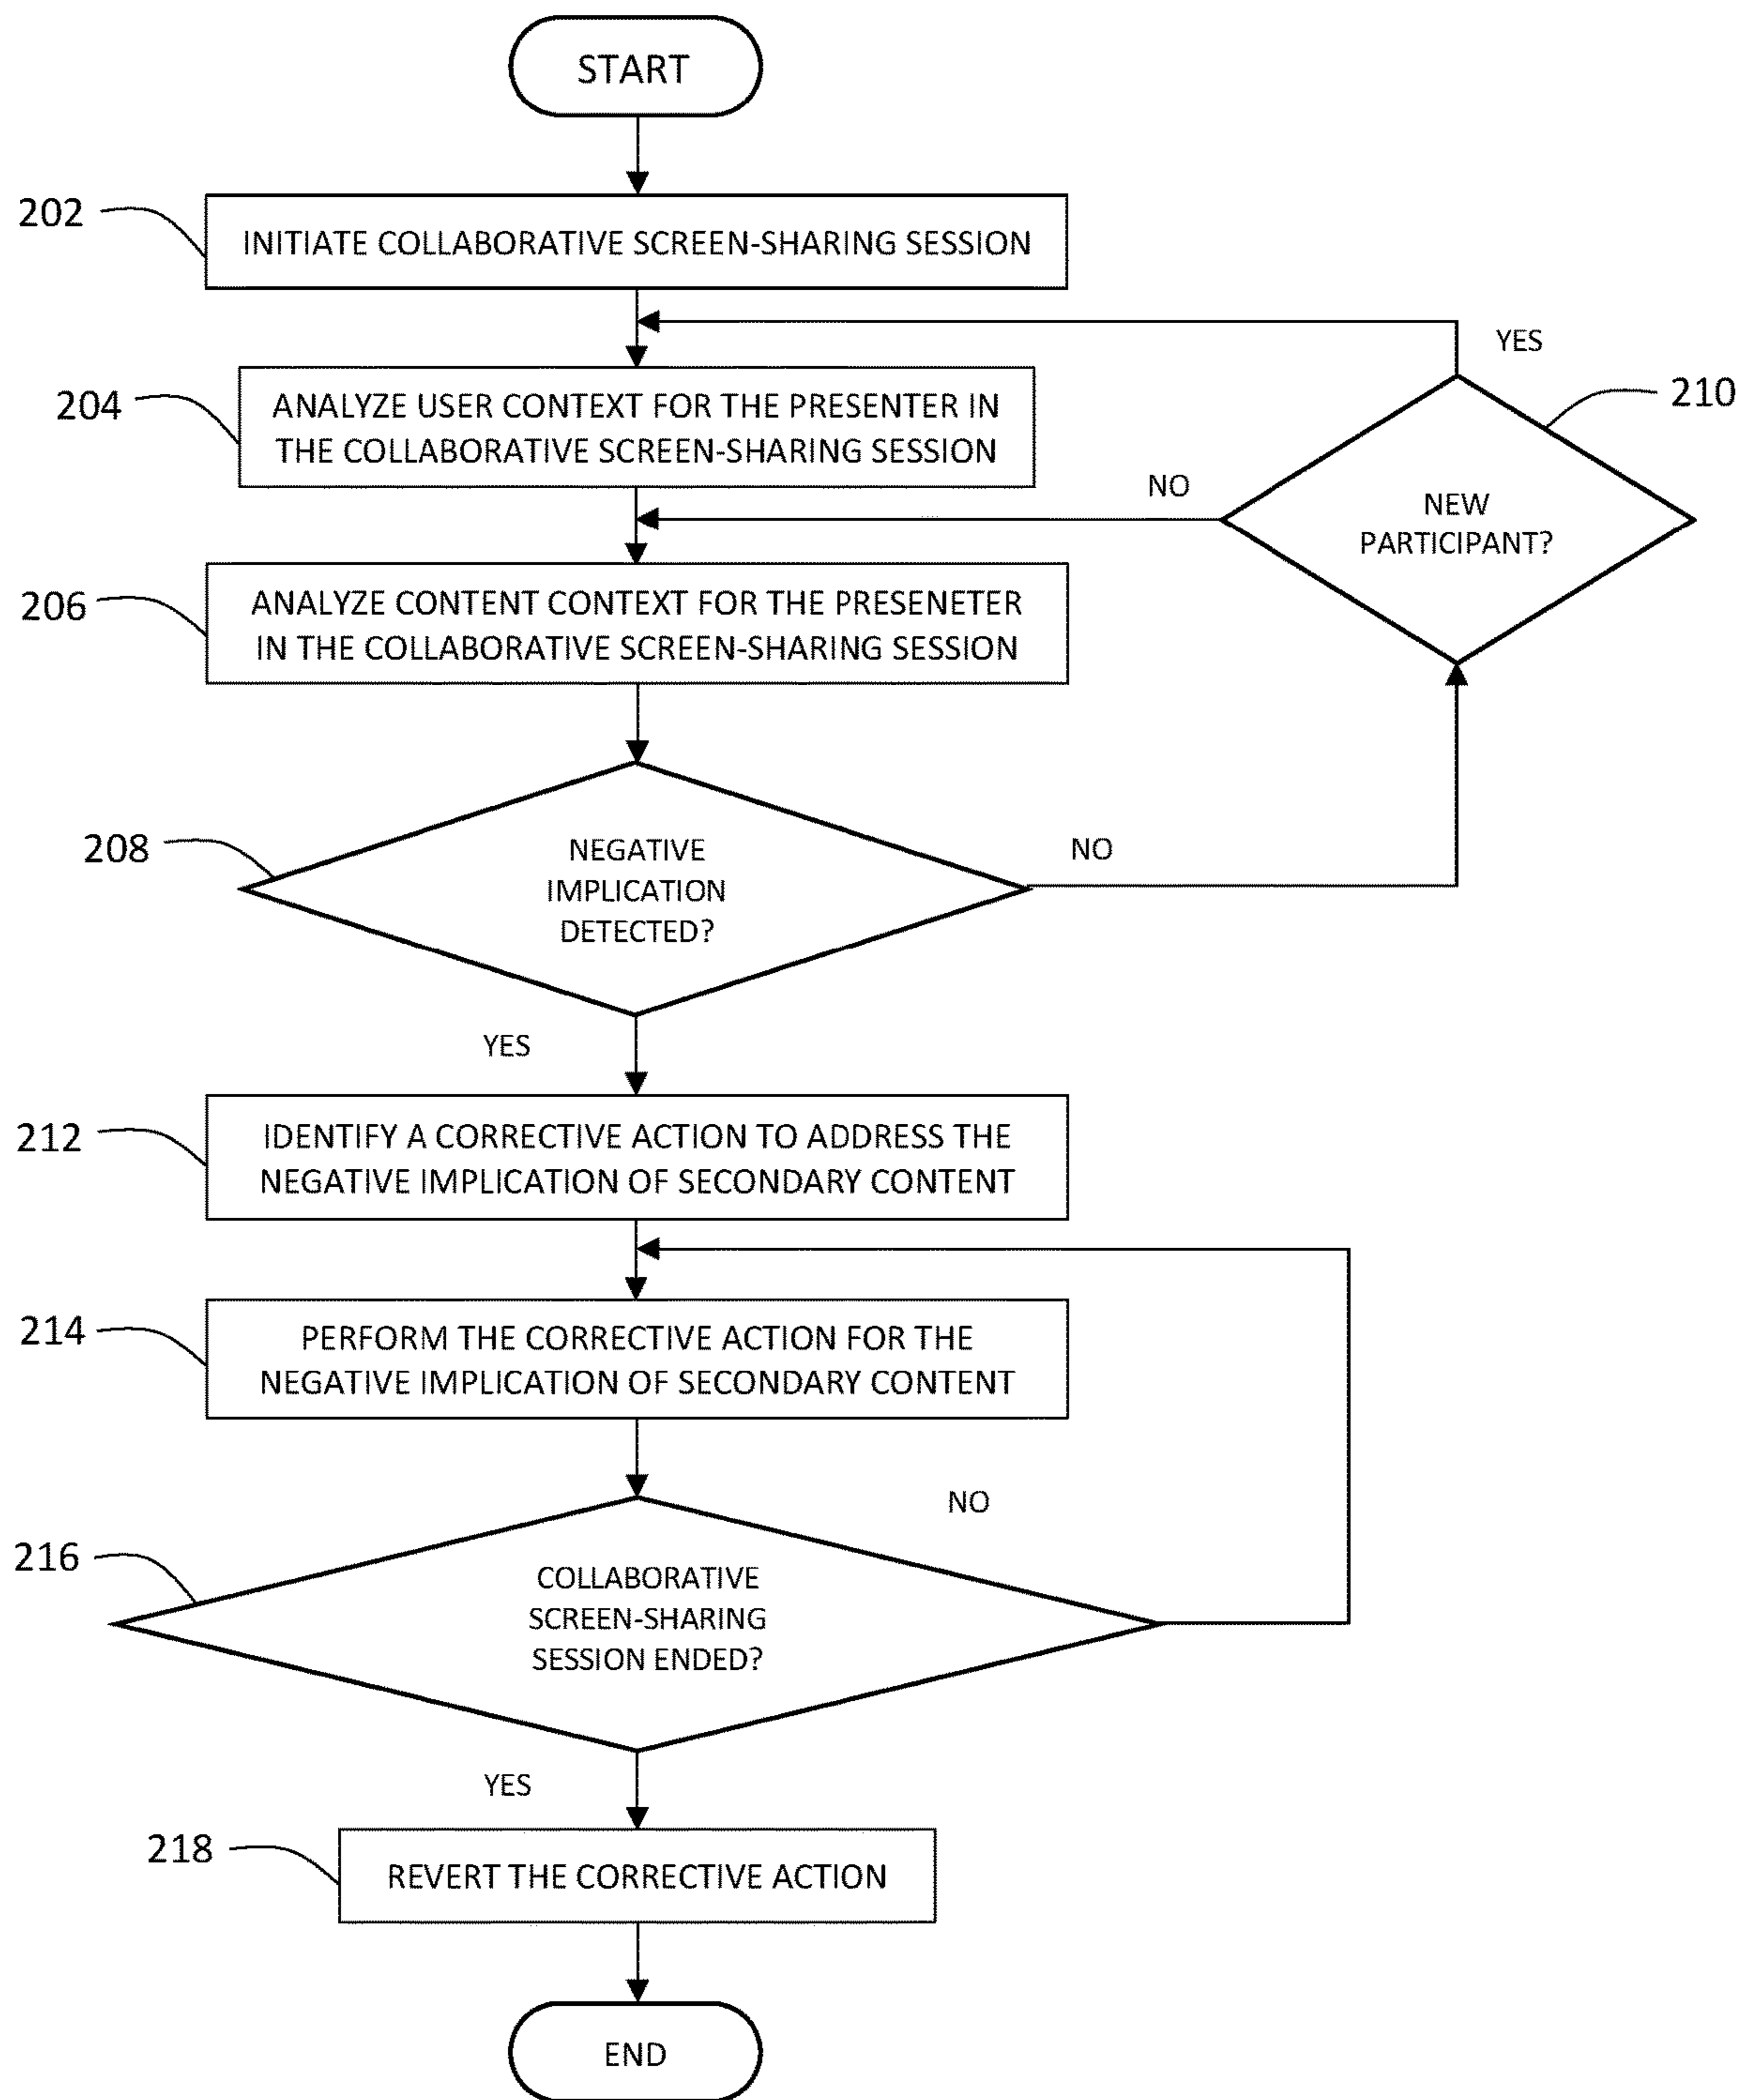 START
202
INITIATE COLLABORATIVE SCREEN-SHARING SESSION
YES
204
ANALYZE USER CONTEXT FOR THE PRESENTER IN
THE COLLABORATIVE SCREEN-SHARING SESSION
210
NO
NEW
PARTICIPANT?
206
ANALYZE CONTENT CONTEXT FOR THE PRESENETER
IN THE COLLABORATIVE SCREEN-SHARING SESSION
208
NEGATIVE
IMPLICATION
DETECTED?
NO
YES
212
IDENTIFY A CORRECTIVE ACTION TO ADDRESS THE
NEGATIVE IMPLICATION OF SECONDARY CONTENT
214
PERFORM THE CORRECTIVE ACTION FOR THE
NEGATIVE IMPLICATION OF SECONDARY CONTENT
NO
216
COLLABORATIVE
SCREEN-SHARING
SESSION ENDED?
YES
218
REVERT THE CORRECTIVE ACTION
END